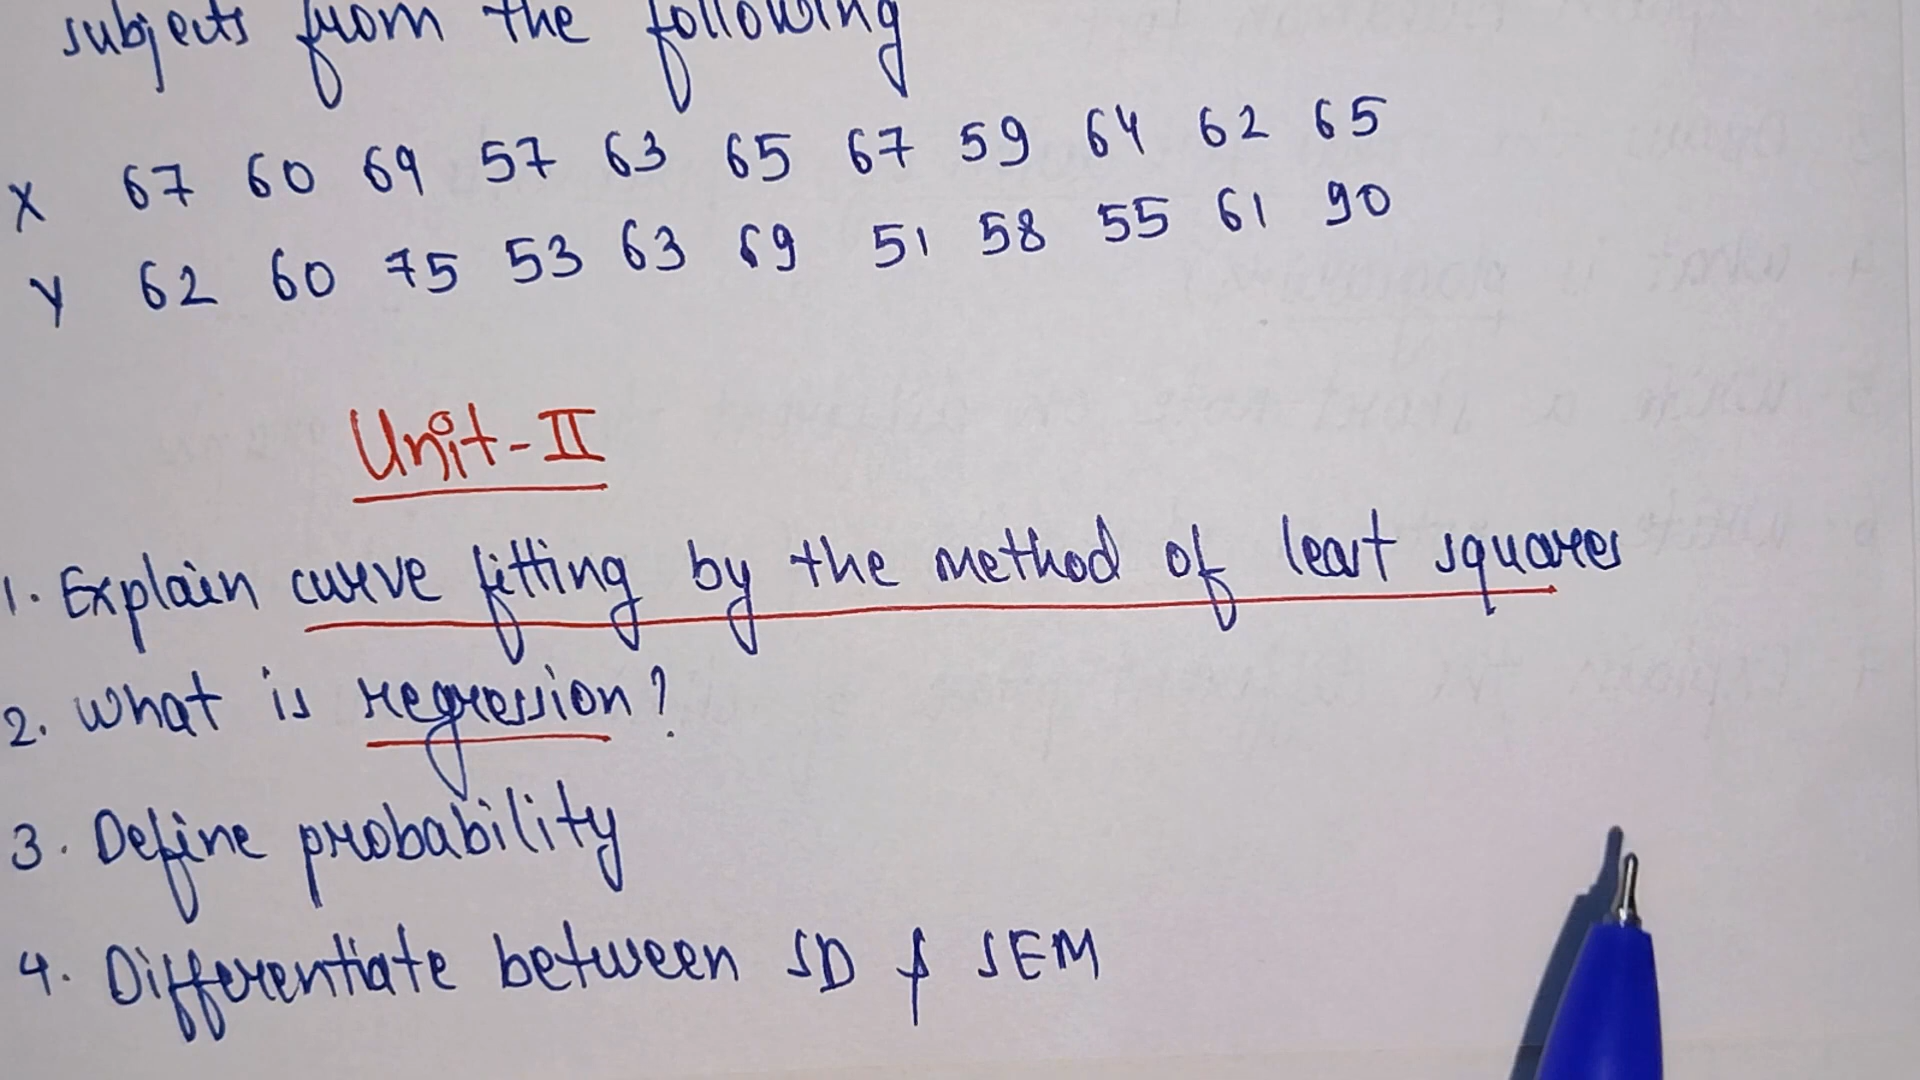 subjects from the following
X 67 60 69 57 63 65 67 59 64 62 65
Y 62 60 75 53 63 69 51 58 55 61 90
Unit-II
1. Explain curve fitting by the method of least squares
2. What is regression?
3. Define probability
4. Differentiate between SD & SEM